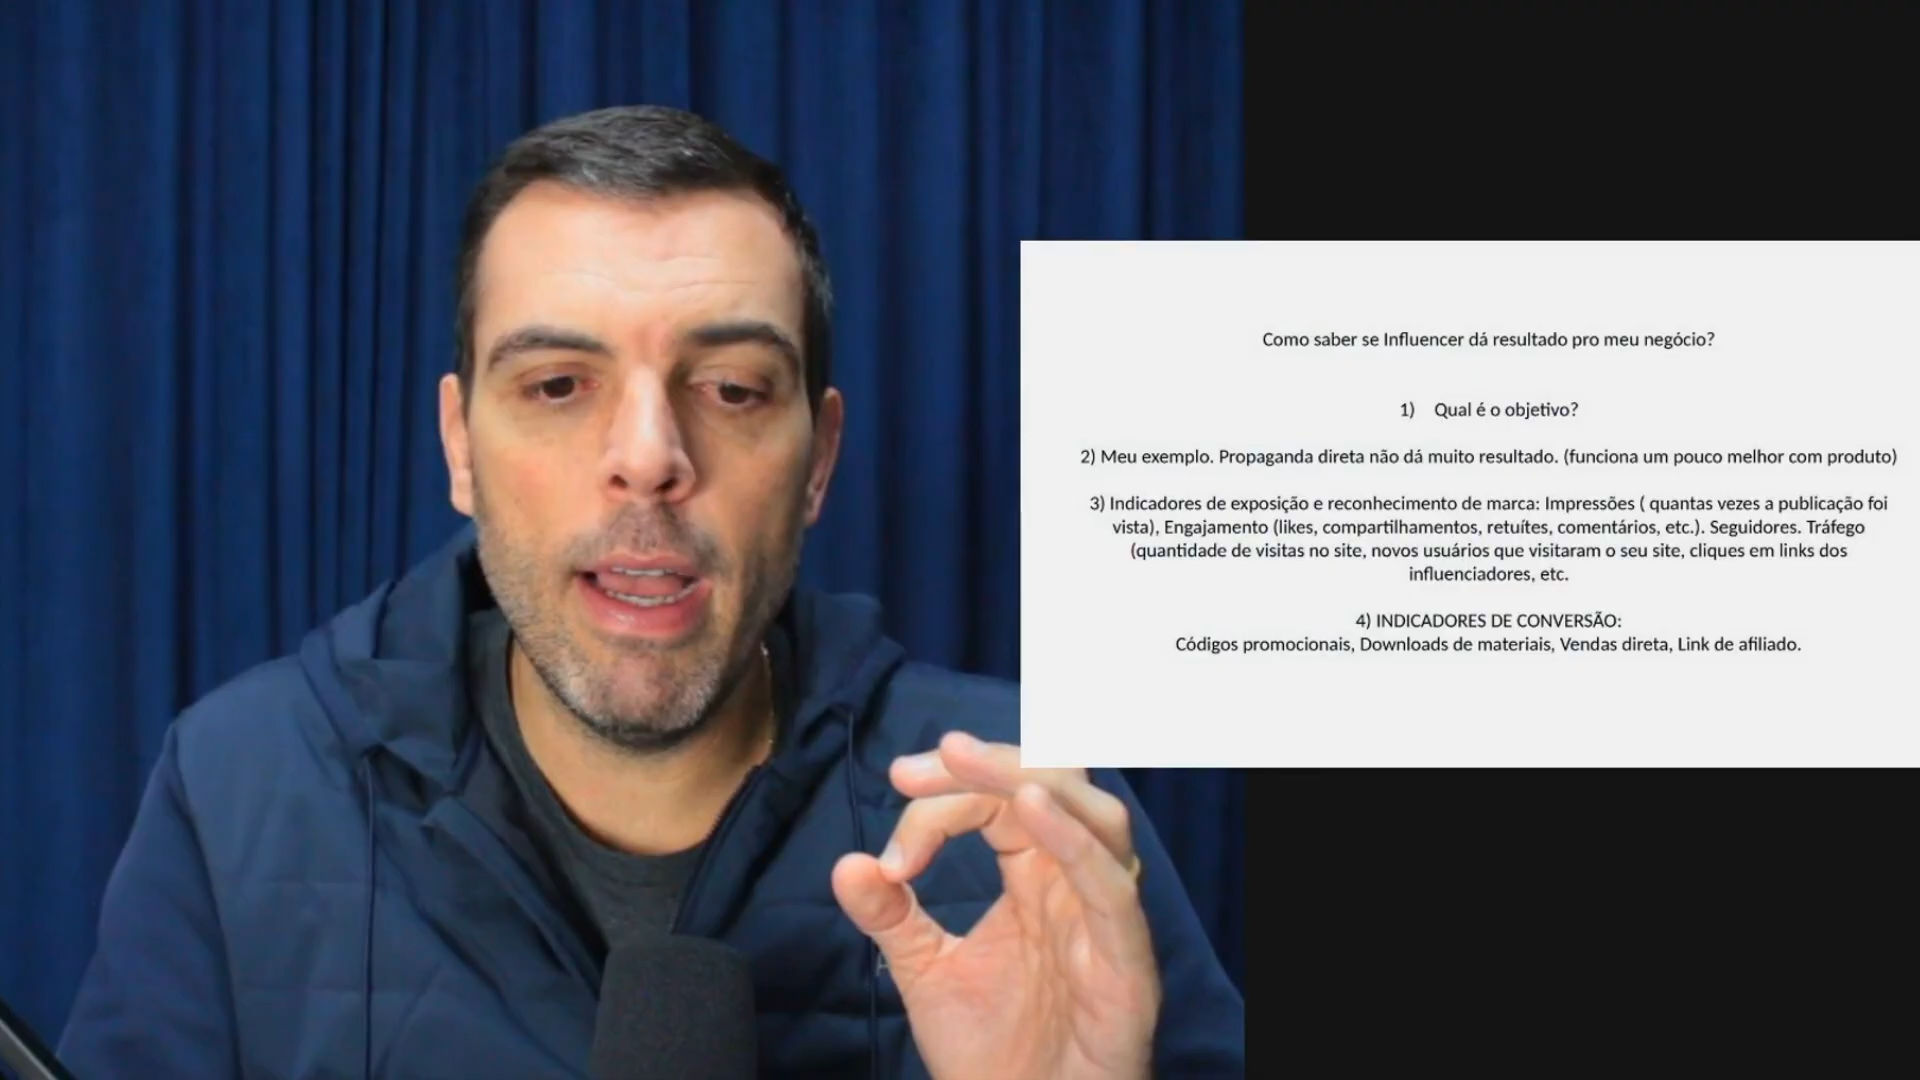 Como saber se Influencer dá resultado pro meu negócio?
1) Qual é o objetivo?
2) Meu exemplo. Propaganda direta não dá muito resultado. (funciona um pouco melhor com produto)
3) Indicadores de exposição e reconhecimento de marca: Impressões ( quantas vezes a publicação foi
vista), Engajamento (likes, compartilhamentos, retuítes, comentários, etc.). Seguidores. Tráfego
(quantidade de visitas no site, novos usuários que visitaram o seu site, cliques em links dos
influenciadores, etc.
4) INDICADORES DE CONVERSÃO:
Códigos promocionais, Downloads de materiais, Vendas direta, Link de afiliado.